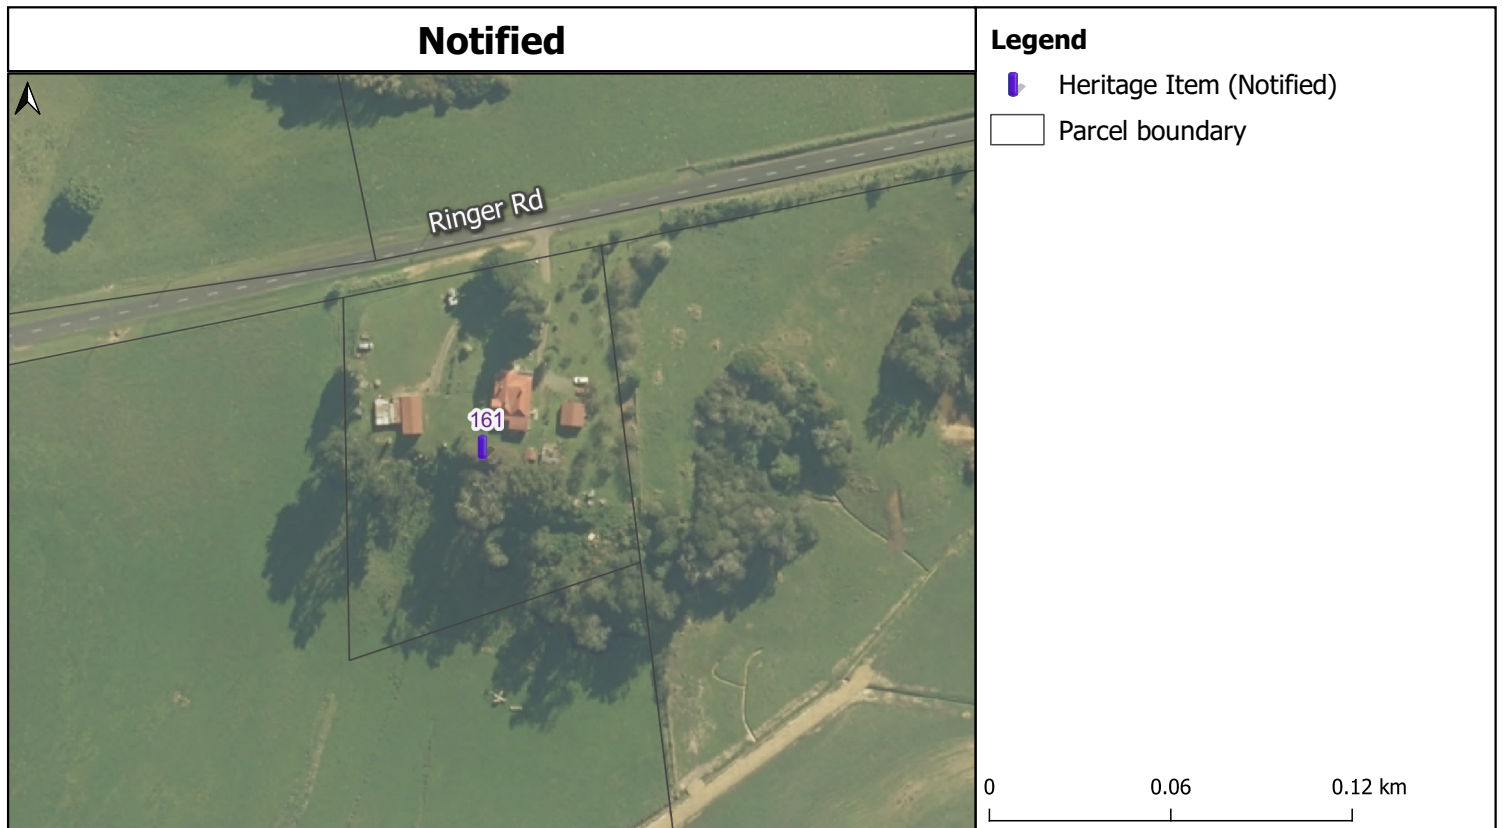 Notified
Ringer Rd
161
Legend
Heritage Item (Notified)
Parcel boundary
0 0.06 0.12 km